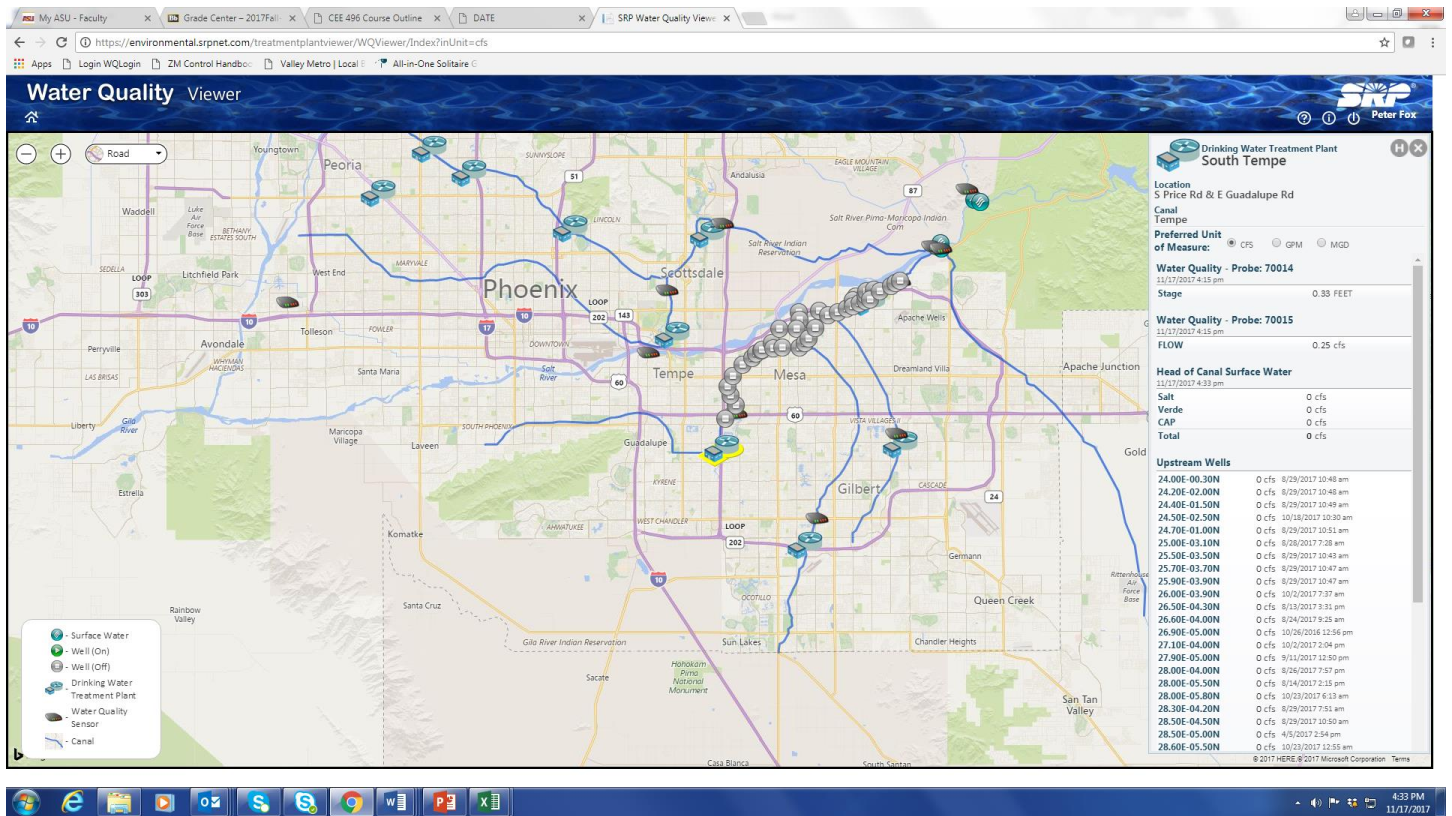 My ASU - Faculty
Grade Center – 2017Fall-
CEE 496 Course Outline
DATE
SRP Water Quality Viewe
https://environmental.srpnet.com/treatmentplantviewer/WQViewer/Index?inUnit=cfs
Apps
Login WQLogin
ZM Control Handboo
Valley Metro | Local
All-in-One Solitaire G
Water Quality Viewer
SRP
Peter Fox
Road
Youngtown
Peoria
SUNNYSLOPE
51
Andalusia
EAGLE MOUNTAIN VILLAGE
87
Waddell
Luke
Air
Force
Base
BETHANY
ESTATES SOUTH
LINCOLN
Salt River Pima-Maricopa Indian
Com
Salt River Indian
Reservation
SEDELLA
LOOP
303
Litchfield Park
West End
MARYVALE
Scottsdale
Phoenix
LOOP
202
143
10
10
17
10
Tolleson
FOWLER
Apache Wells
Perryville
Avondale
WHYMAN
HACIENDAS
DOWNTOWN
LAS BRISAS
Santa Maria
Salt
River
60
Tempe
Mesa
Dreamland Villa
Apache Junction
Liberty
Gila
River
Maricopa
Village
Laveen
SOUTH PHOENIX
60
VISTA VILLAGES II
Guadalupe
Gold
Estrella
KYRENE
Gilbert
CASCADE
24
AHWATUKEE
WEST CHANDLER
LOOP
202
Komatke
Germann
10
Rittenhouse
Air
Force
Base
OCOTILLO
Queen Creek
Rainbow
Valley
Santa Cruz
Gila River Indian Reservation
Sun Lakes
Chandler Heights
Sacate
Hohokam
Pima
National
Monument
San Tan
Valley
Casa Blanca
South Santan
- Surface Water
- Well (On)
- Well (Off)
- Drinking Water
Treatment Plant
- Water Quality
Sensor
- Canal
Drinking Water Treatment Plant
South Tempe
H
Location
S Price Rd & E Guadalupe Rd
Canal
Tempe
Preferred Unit
of Measure: CFS GPM MGD
Water Quality - Probe: 70014
11/17/2017 4:15 pm
Stage 0.33 FEET
Water Quality - Probe: 70015
11/17/2017 4:15 pm
FLOW 0.25 cfs
Head of Canal Surface Water
11/17/2017 4:33 pm
Salt 0 cfs
Verde 0 cfs
CAP 0 cfs
Total 0 cfs
Upstream Wells
24.00E-00.30N 0 cfs 8/29/2017 10:48 am
24.20E-02.00N 0 cfs 8/29/2017 10:48 am
24.40E-01.50N 0 cfs 8/29/2017 10:49 am
24.50E-02.50N 0 cfs 10/18/2017 10:30 am
24.70E-01.00N 0 cfs 8/29/2017 10:51 am
25.00E-03.10N 0 cfs 8/28/2017 7:28 am
25.50E-03.50N 0 cfs 8/29/2017 10:43 am
25.70E-03.70N 0 cfs 8/29/2017 10:47 am
25.90E-03.90N 0 cfs 8/29/2017 10:47 am
26.00E-03.90N 0 cfs 10/2/2017 7:37 am
26.50E-04.30N 0 cfs 8/13/2017 3:31 pm
26.60E-04.00N 0 cfs 8/24/2017 9:25 am
26.90E-05.00N 0 cfs 10/26/2016 12:56 pm
27.10E-04.00N 0 cfs 10/2/2017 2:04 pm
27.90E-05.00N 0 cfs 9/11/2017 12:50 pm
28.00E-04.00N 0 cfs 8/26/2017 7:57 pm
28.00E-05.50N 0 cfs 8/14/2017 2:15 pm
28.00E-05.80N 0 cfs 10/23/2017 6:13 am
28.30E-04.20N 0 cfs 8/29/2017 7:51 am
28.50E-04.50N 0 cfs 8/29/2017 10:50 am
28.50E-05.00N 0 cfs 4/5/2017 2:54 pm
28.60E-05.50N 0 cfs 10/23/2017 12:55 am
© 2017 HERE,© 2017 Microsoft Corporation Terms
4:33 PM
11/17/2017